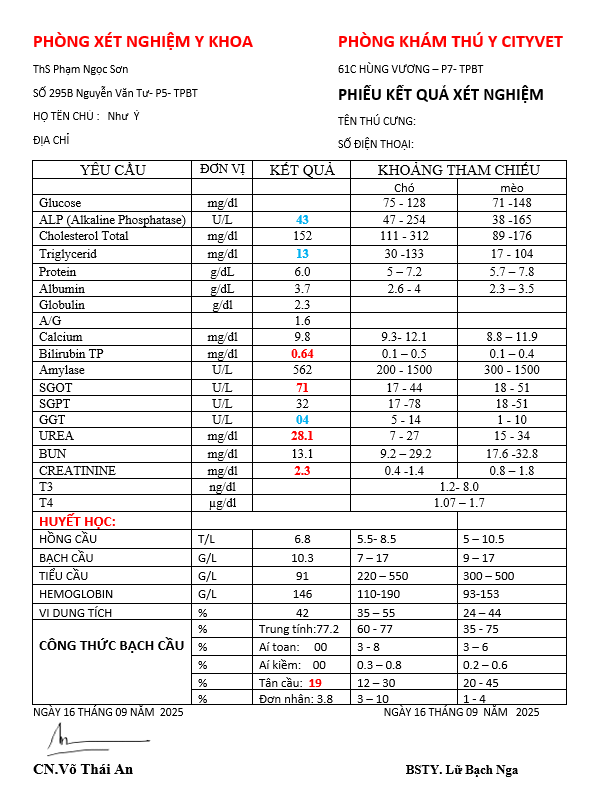 PHÒNG XÉT NGHIỆM Y KHOA PHÒNG KHÁM THÚ Y CITYVET
ThS Phạm Ngọc Sơn 61C HÙNG VƯƠNG – P7- TPBT
SỐ 295B Nguyễn Văn Tư- P5- TPBT PHIẾU KẾT QUẢ XÉT NGHIỆM
HỌ TÊN CHỦ : Như Ý TÊN THÚ CƯNG:
ĐỊA CHỈ SỐ ĐIỆN THOẠI:
YÊU CẦU ĐƠN VỊ KẾT QUẢ KHOẢNG THAM CHIẾU
Chó mèo
Glucose mg/dl 75 - 128 71 -148
ALP (Alkaline Phosphatase) U/L 43 47 - 254 38 -165
Cholesterol Total mg/dl 152 111 - 312 89 -176
Triglycerid mg/dl 13 30 -133 17 - 104
Protein g/dL 6.0 5 – 7.2 5.7 – 7.8
Albumin g/dL 3.7 2.6 - 4 2.3 – 3.5
Globulin g/dl 2.3
A/G 1.6
Calcium mg/dl 9.8 9.3- 12.1 8.8 – 11.9
Bilirubin TP mg/dl 0.64 0.1 – 0.5 0.1 – 0.4
Amylase U/L 562 200 - 1500 300 - 1500
SGOT U/L 71 17 - 44 18 - 51
SGPT U/L 32 17 -78 18 -51
GGT U/L 04 5 - 14 1 - 10
UREA mg/dl 28.1 7 - 27 15 - 34
BUN mg/dl 13.1 9.2 – 29.2 17.6 -32.8
CREATININE mg/dl 2.3 0.4 -1.4 0.8 – 1.8
T3 ng/dl 1.2- 8.0
T4 µg/dl 1.07 – 1.7
HUYẾT HỌC:
HỒNG CẦU T/L 6.8 5.5- 8.5 5 – 10.5
BẠCH CẦU G/L 10.3 7 – 17 9 – 17
TIỂU CẦU G/L 91 220 – 550 300 – 500
HEMOGLOBIN G/L 146 110-190 93-153
VI DUNG TÍCH % 42 35 – 55 24 – 44
CÔNG THỨC BẠCH CẦU % Trung tính:77.2 60 - 77 35 - 75
% Aí toan: 00 3 - 8 3 – 6
% Aí kiềm: 00 0.3 – 0.8 0.2 – 0.6
% Tân cầu: 19 12 – 30 20 - 45
% Đơn nhân: 3.8 3 – 10 1 - 4
NGÀY 16 THÁNG 09 NĂM 2025 NGÀY 16 THÁNG 09 NĂM 2025
CN.Võ Thái An BSTY. Lữ Bạch Nga